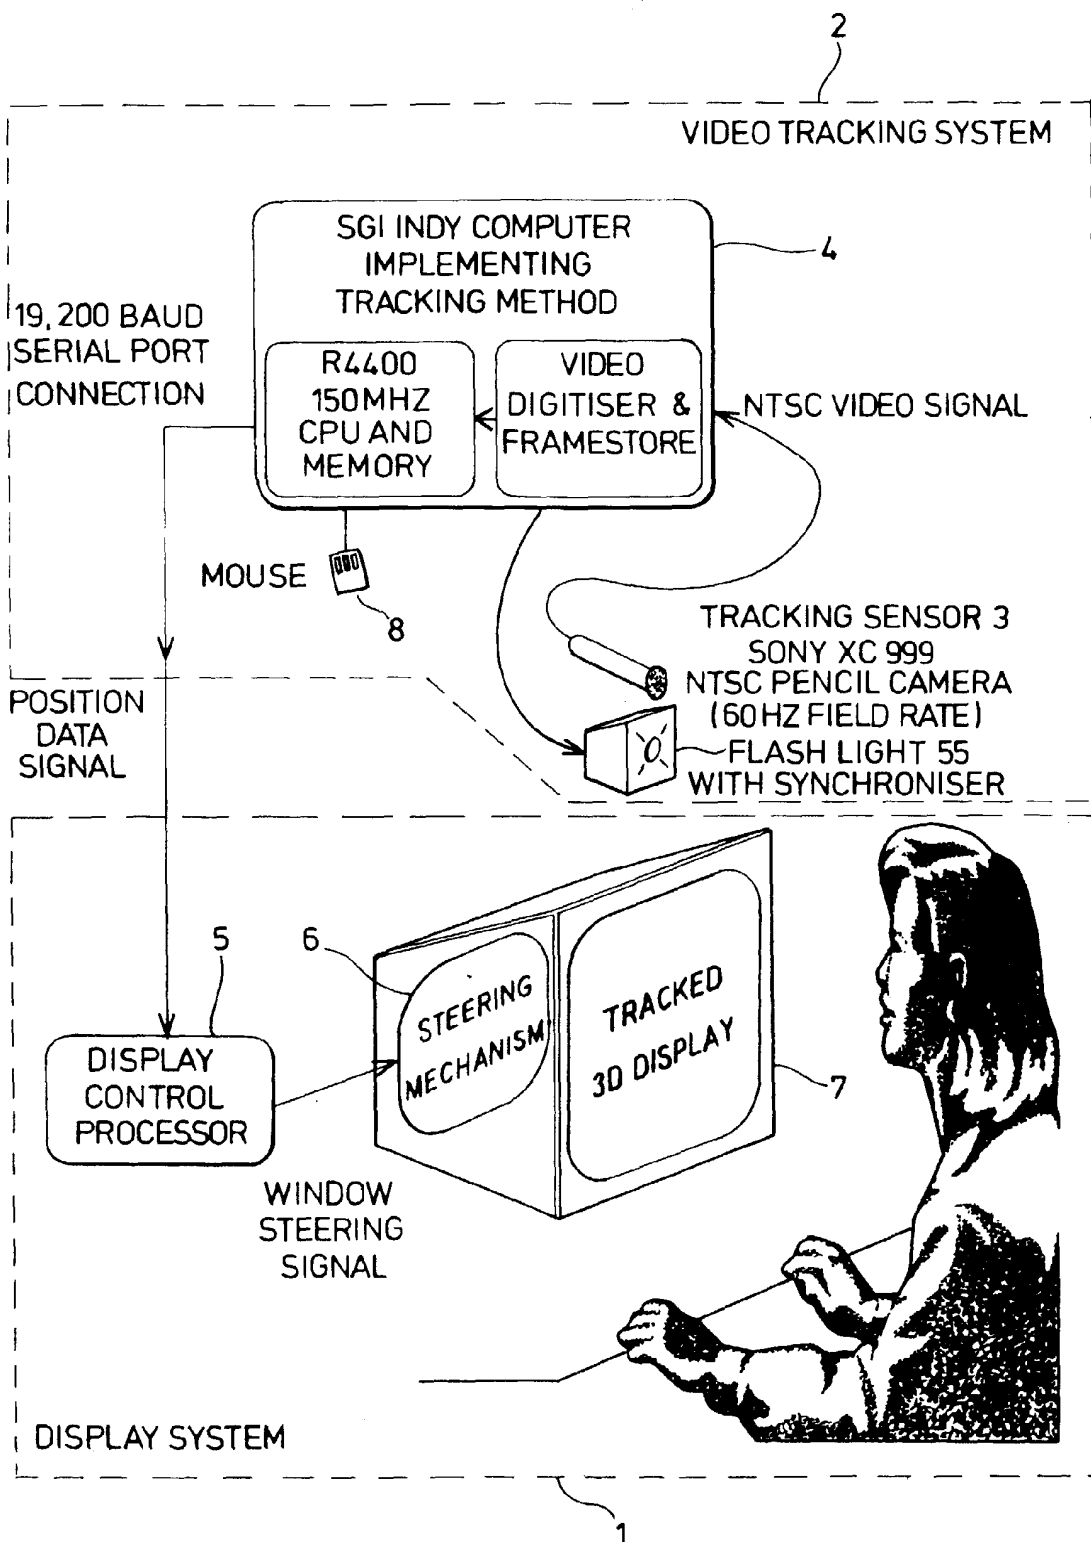 2
VIDEO TRACKING SYSTEM
SGI INDY COMPUTER
IMPLEMENTING
TRACKING METHOD
4
19,200 BAUD
SERIAL PORT
CONNECTION
R4400
150MHZ
CPU AND
MEMORY
VIDEO
DIGITISER &
FRAMESTORE
NTSC VIDEO SIGNAL
MOUSE
8
TRACKING SENSOR 3
SONY XC 999
NTSC PENCIL CAMERA
(60HZ FIELD RATE)
FLASH LIGHT 55
WITH SYNCHRONISER
POSITION
DATA
SIGNAL
5
6
STEERING
MECHANISM
TRACKED
3D DISPLAY
7
DISPLAY
CONTROL
PROCESSOR
WINDOW
STEERING
SIGNAL
DISPLAY SYSTEM
1